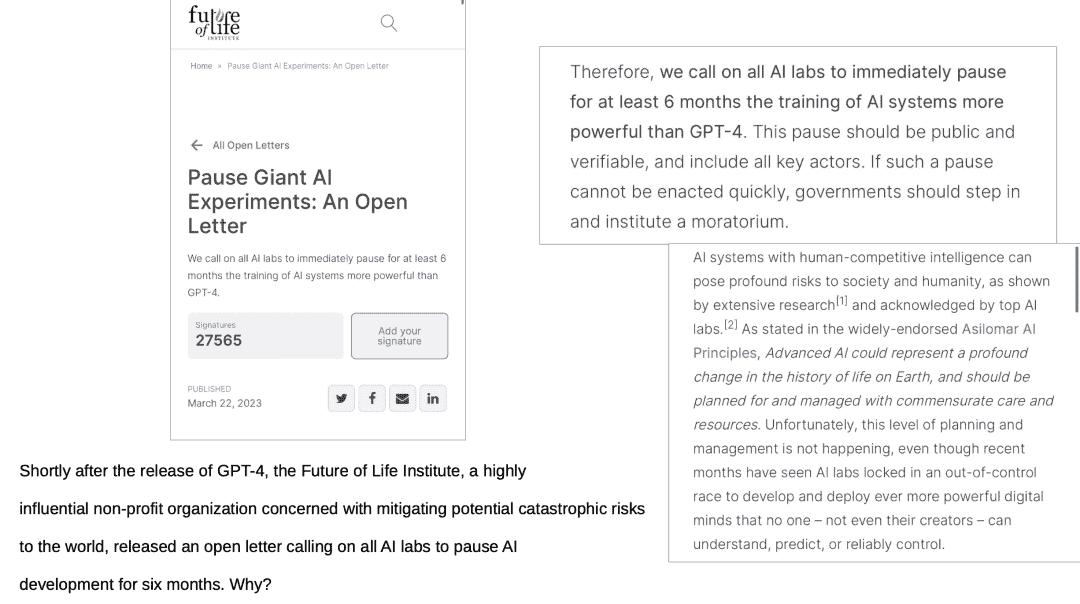 future
of life
INSTITUTE
Home » Pause Giant AI Experiments: An Open Letter
All Open Letters
Pause Giant AI
Experiments: An Open
Letter
We call on all AI labs to immediately pause for at least 6
months the training of AI systems more powerful than
GPT-4.
Signatures
27565
Add your
signature
PUBLISHED
March 22, 2023
Therefore, we call on all AI labs to immediately pause
for at least 6 months the training of AI systems more
powerful than GPT-4. This pause should be public and
verifiable, and include all key actors. If such a pause
cannot be enacted quickly, governments should step in
and institute a moratorium.
AI systems with human-competitive intelligence can
pose profound risks to society and humanity, as shown
by extensive research[1] and acknowledged by top AI
labs.[2] As stated in the widely-endorsed Asilomar AI
Principles, Advanced AI could represent a profound
change in the history of life on Earth, and should be
planned for and managed with commensurate care and
resources. Unfortunately, this level of planning and
management is not happening, even though recent
months have seen AI labs locked in an out-of-control
race to develop and deploy ever more powerful digital
minds that no one – not even their creators – can
understand, predict, or reliably control.
Shortly after the release of GPT-4, the Future of Life Institute, a highly
influential non-profit organization concerned with mitigating potential catastrophic risks
to the world, released an open letter calling on all AI labs to pause AI
development for six months. Why?